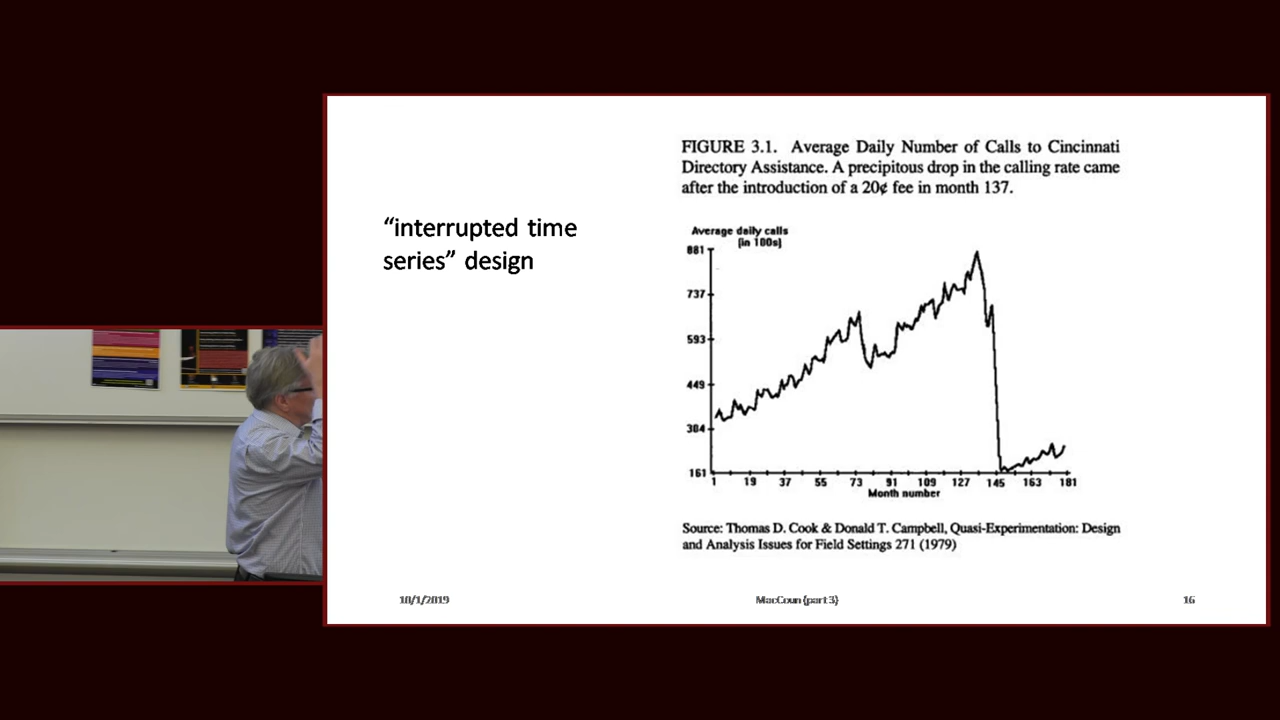 FIGURE 3.1. Average Daily Number of Calls to Cincinnati
Directory Assistance. A precipitous drop in the calling rate came
after the introduction of a 20¢ fee in month 137.
“interrupted time
series” design
Average daily calls
(in 100s)
881
737
593
449
304
161
1 19 37 55 73 91 109 127 145 163 181
Month number
Source: Thomas D. Cook & Donald T. Campbell, Quasi-Experimentation: Design
and Analysis Issues for Field Settings 271 (1979)
10/1/2019 MacCoun (part 3) 16